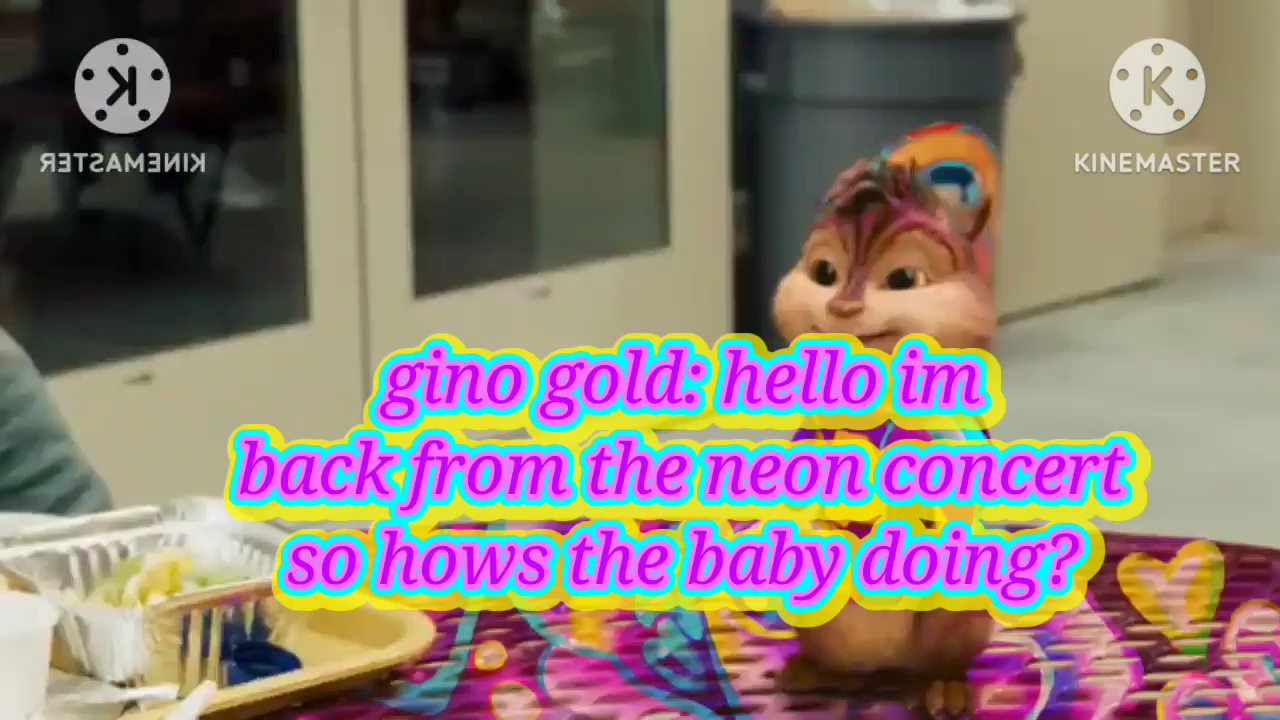 KINEMASTER
KINEMASTER
gino gold: hello im
back from the neon concert
so hows the baby doing?